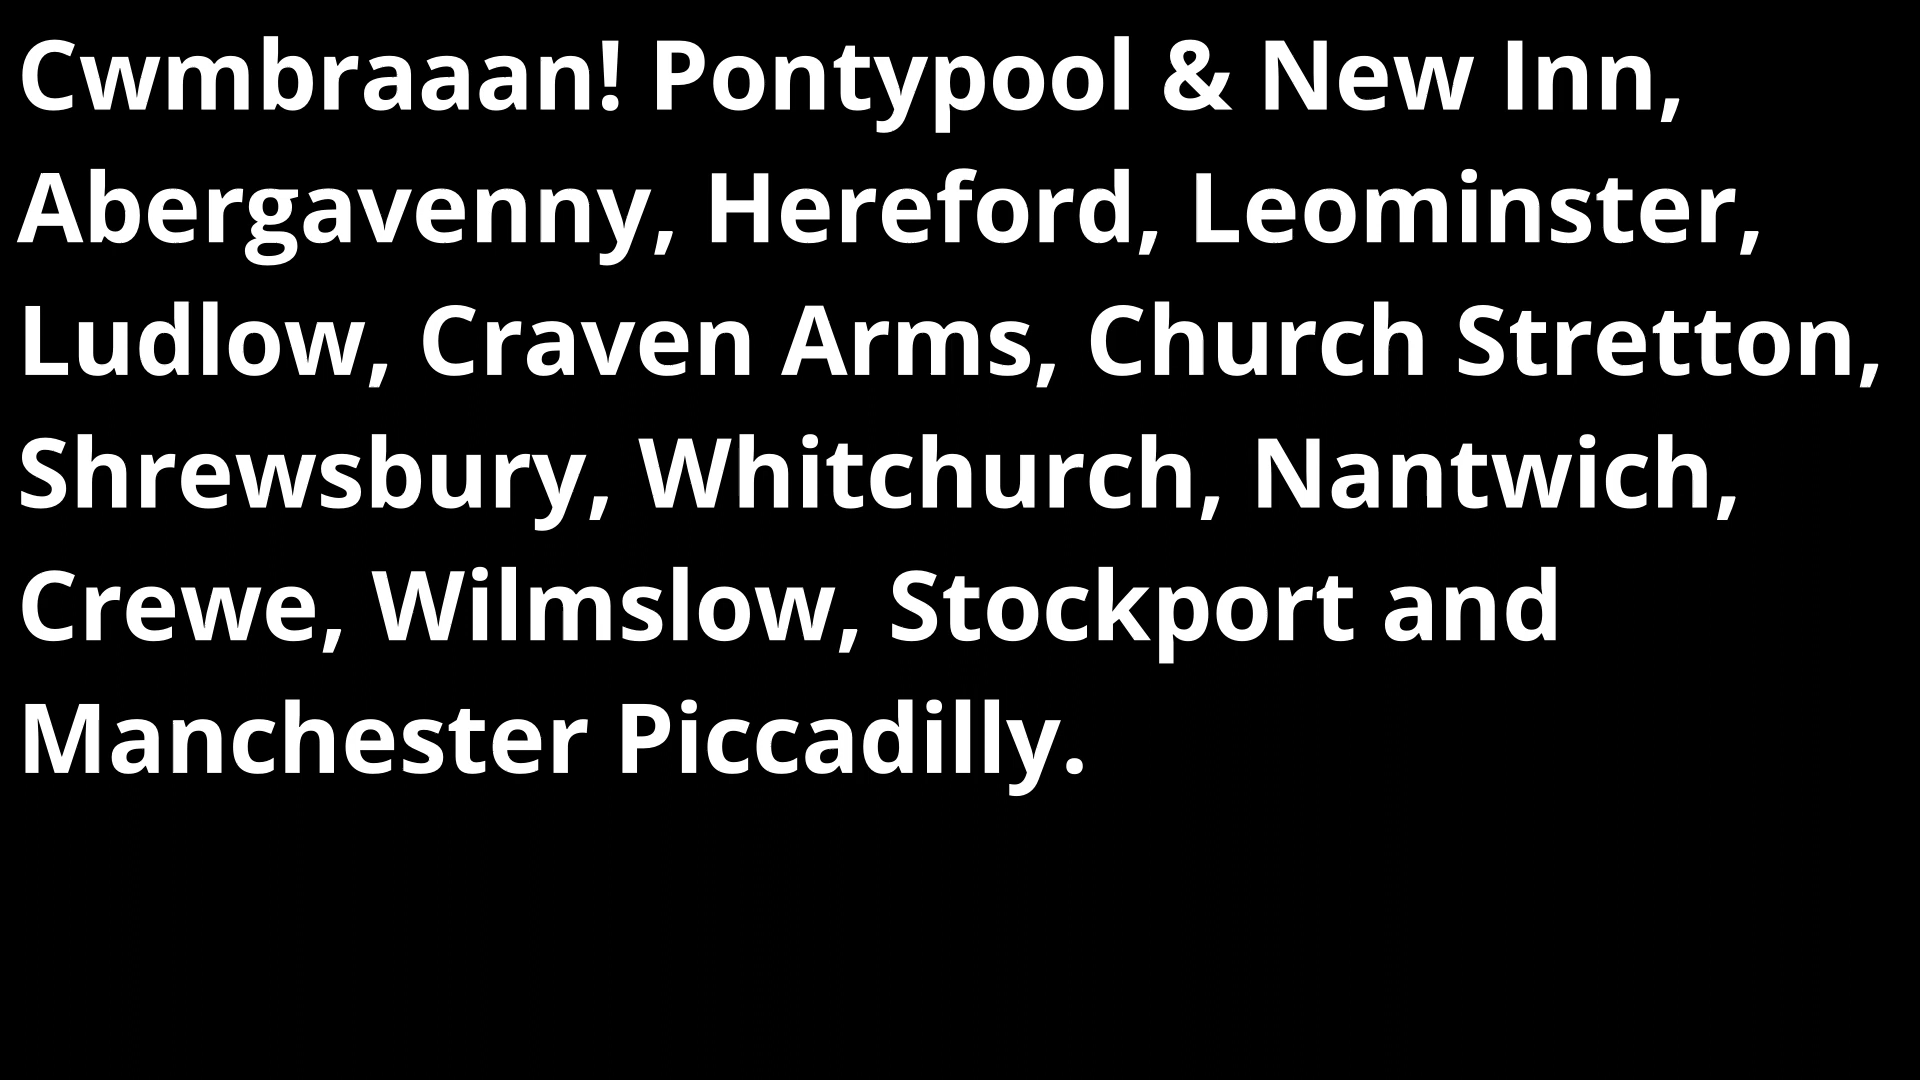 Cwmbraaan! Pontypool & New Inn,
Abergavenny, Hereford, Leominster,
Ludlow, Craven Arms, Church Stretton,
Shrewsbury, Whitchurch, Nantwich,
Crewe, Wilmslow, Stockport and
Manchester Piccadilly.